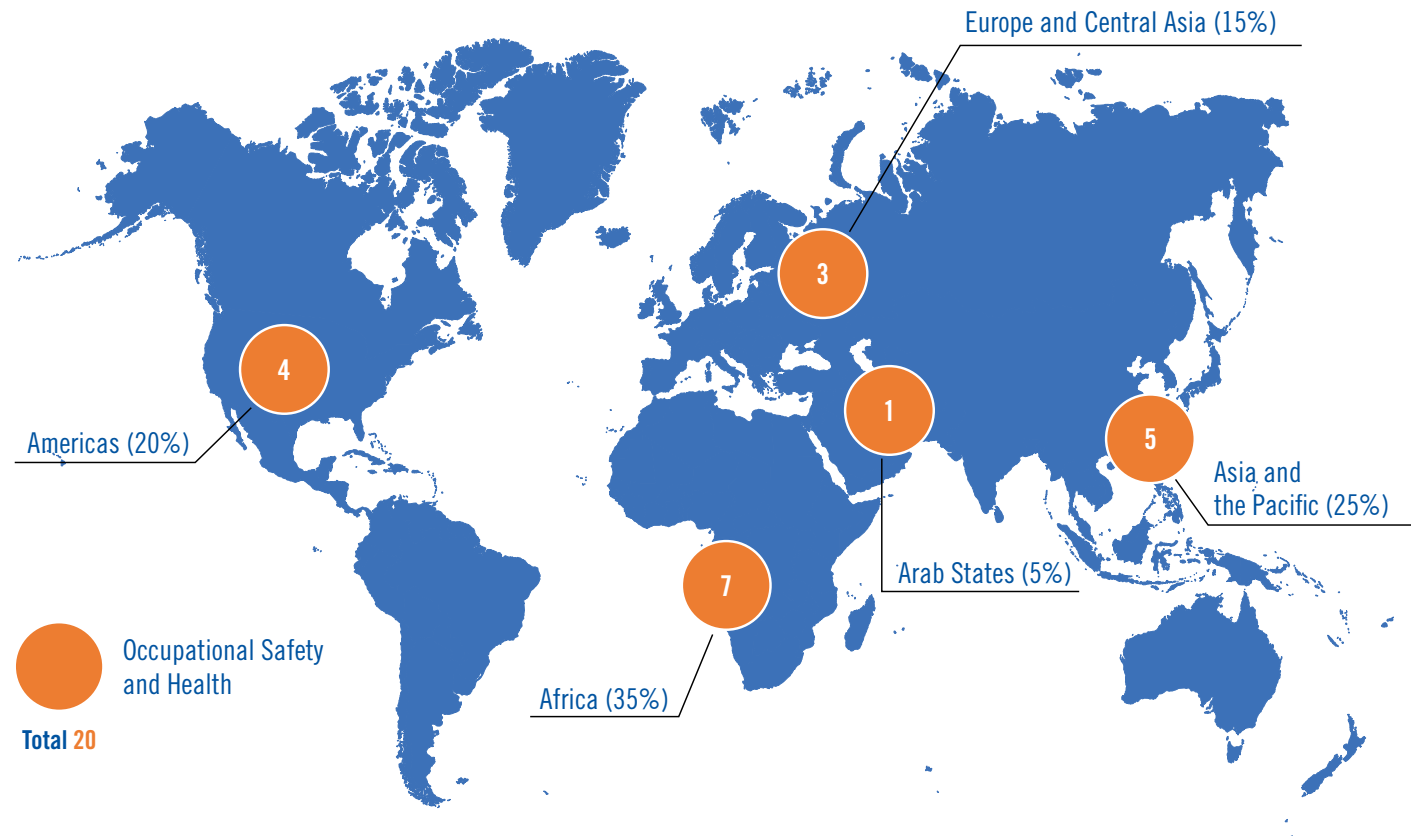 Europe and Central Asia (15%)
3
4
1
5
Americas (20%)
Asia and
the Pacific (25%)
Arab States (5%)
7
Occupational Safety
and Health
Africa (35%)
Total 20